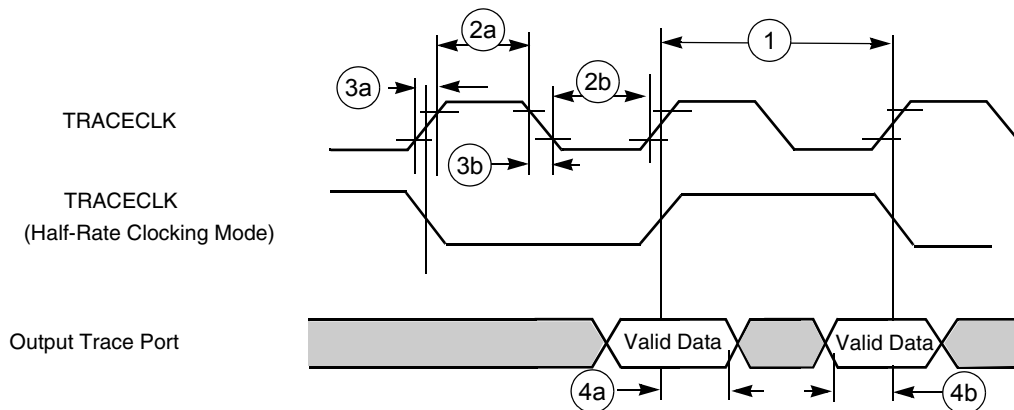 2a
1
3a
2b
TRACECLK
3b
TRACECLK
(Half-Rate Clocking Mode)
Output Trace Port
Valid Data
Valid Data
4a
4b